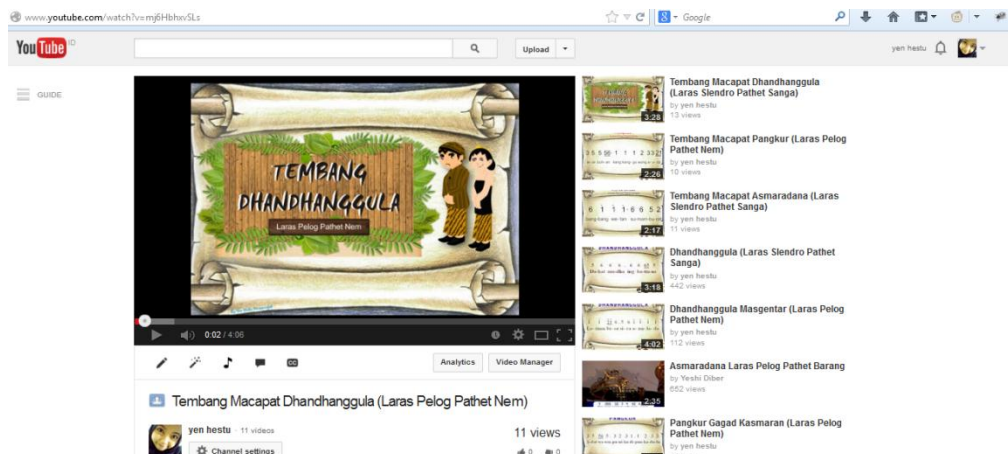 www.youtube.com/watch?v=mj6HbhxvSLs
Google
YouTube ID
Upload
yen hestu
GUIDE
TEMBANG
DHANDHANGGULA
Laras Pelog Pathet Nem
0:02 / 4:06
Analytics
Video Manager
Tembang Macapat Dhandhanggula (Laras Pelog Pathet Nem)
yen hestu · 11 videos
Channel settings
11 views
0 0
Tembang Macapat Dhandhanggula
(Laras Slendro Pathet Sanga)
by yen hestu
13 views
3:28
Tembang Macapat Pangkur (Laras Pelog
Pathet Nem)
by yen hestu
10 views
2:26
Tembang Macapat Asmaradana (Laras
Slendro Pathet Sanga)
by yen hestu
11 views
2:17
Dhandhanggula (Laras Slendro Pathet
Sanga)
by yen hestu
442 views
3:18
Dhandhanggula Masgentar (Laras Pelog
Pathet Nem)
by yen hestu
112 views
4:02
Asmaradana Laras Pelog Pathet Barang
by Yeshi Diber
652 views
2:35
Pangkur Gagad Kasmaran (Laras Pelog
Pathet Nem)
by yen hestu